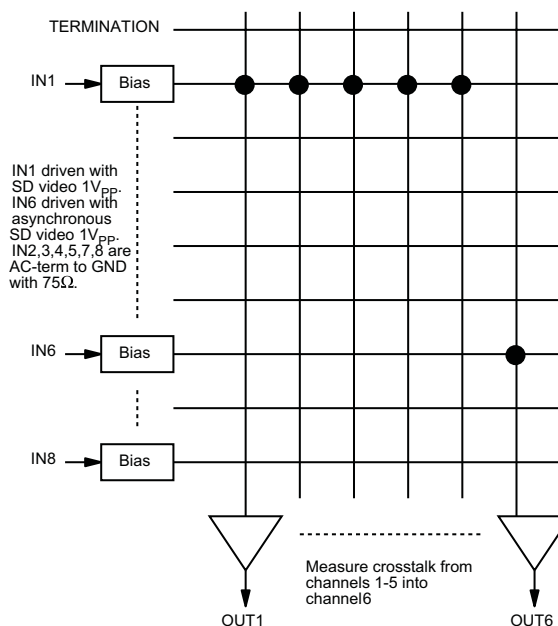 TERMINATION
IN1
Bias
IN1 driven with
SD video 1VPP.
IN6 driven with
asynchronous
SD video 1VPP.
IN2,3,4,5,7,8 are
AC-term to GND
with 75Ω.
IN6
Bias
IN8
Bias
Measure crosstalk from
channels 1-5 into
channel6
OUT1
OUT6